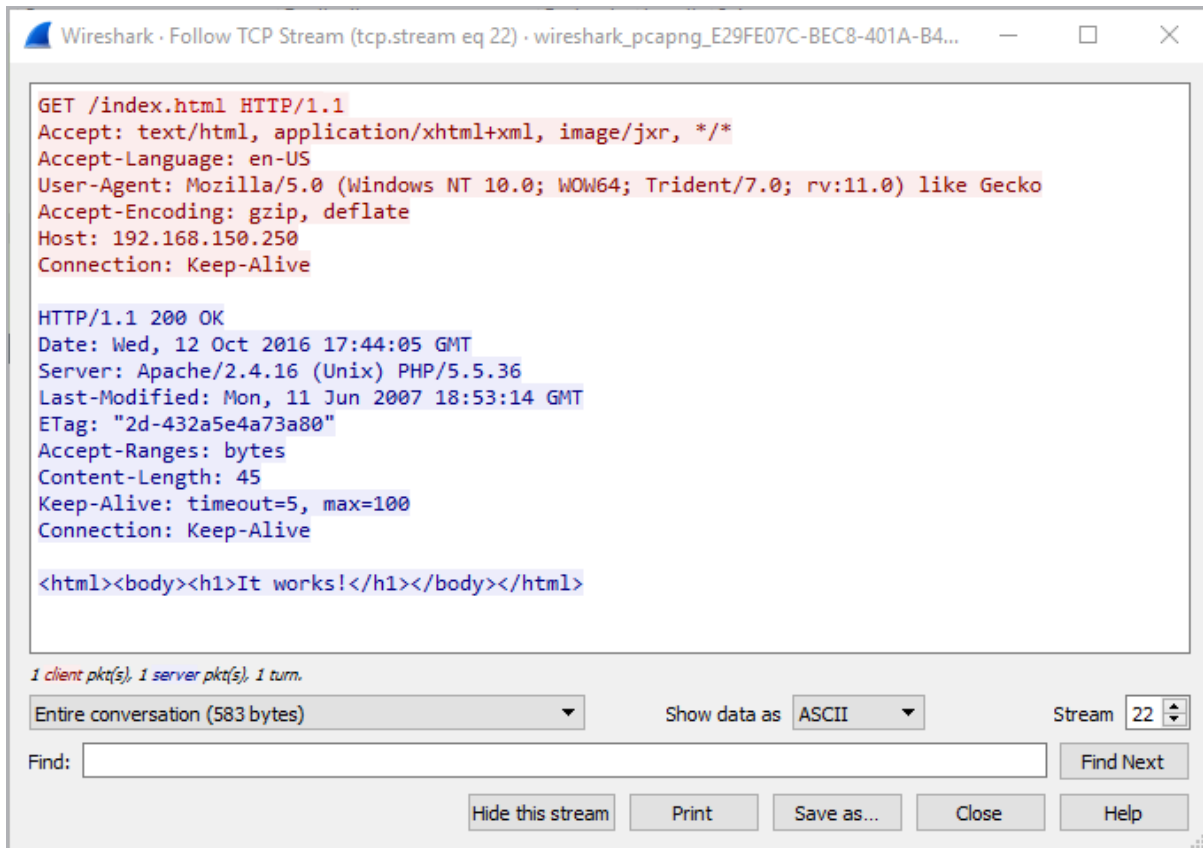 Wireshark · Follow TCP Stream (tcp.stream eq 22) · wireshark_pcapng_E29FE07C-BEC8-401A-B4...
GET /index.html HTTP/1.1
Accept: text/html, application/xhtml+xml, image/jxr, */*
Accept-Language: en-US
User-Agent: Mozilla/5.0 (Windows NT 10.0; WOW64; Trident/7.0; rv:11.0) like Gecko
Accept-Encoding: gzip, deflate
Host: 192.168.150.250
Connection: Keep-Alive
HTTP/1.1 200 OK
Date: Wed, 12 Oct 2016 17:44:05 GMT
Server: Apache/2.4.16 (Unix) PHP/5.5.36
Last-Modified: Mon, 11 Jun 2007 18:53:14 GMT
ETag: "2d-432a5e4a73a80"
Accept-Ranges: bytes
Content-Length: 45
Keep-Alive: timeout=5, max=100
Connection: Keep-Alive
<html><body><h1>It works!</h1></body></html>
1 client pkt(s), 1 server pkt(s), 1 turn.
Entire conversation (583 bytes) Show data as ASCII Stream 22
Find: Find Next
Hide this stream Print Save as... Close Help